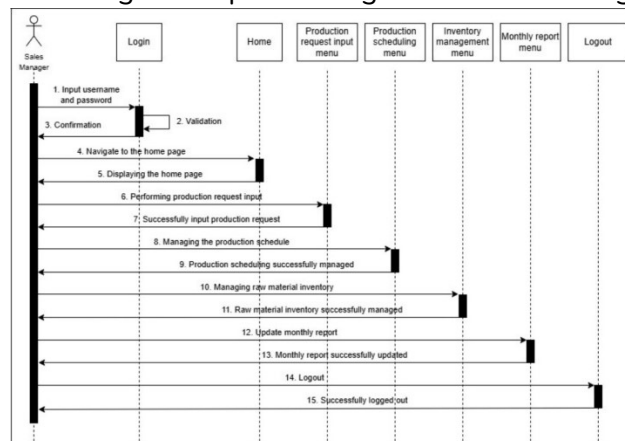 Sales
Manager
Login
Home
Production
request input
menu
Production
scheduling
menu
Inventory
management
menu
Monthly report
menu
Logout
1. Input username
and password
2. Validation
3. Confirmation
4. Navigate to the home page
5. Displaying the home page
6. Performing production request input
7. Successfully input production request
8. Managing the production schedule
9. Production scheduling successfully managed
10. Managing raw material inventory
11. Raw material inventory successfully managed
12. Update monthly report
13. Monthly report successfully updated
14. Logout
15. Successfully logged out